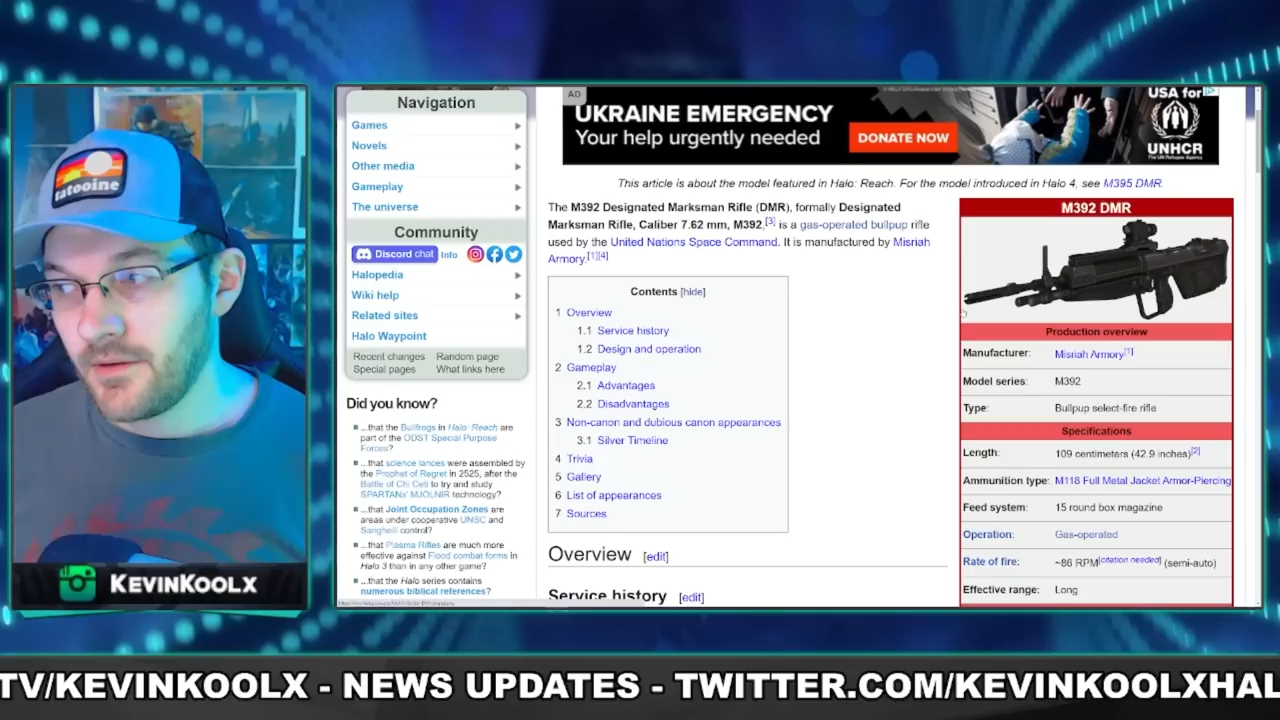 tatooine
KEVINKOOLX
Navigation
Games
Novels
Other media
Gameplay
The universe
Community
Discord chat Info
Halopedia
Wiki help
Related sites
Halo Waypoint
Recent changes Random page
Special pages What links here
Did you know?
...that the Bullfrogs in Halo: Reach are
part of the ODST Special Purpose
Forces?
...that science lances were assembled by
the Prophet of Regret in 2525, after the
Battle of Chi Ceti to try and study
SPARTANs' MJOLNIR technology?
...that Joint Occupation Zones are
areas under cooperative UNSC and
Sangheili control?
...that Plasma Rifles are much more
effective against Flood combat forms in
Halo 3 than in any other game?
...that the Halo series contains
numerous biblical references?
AD
UKRAINE EMERGENCY
Your help urgently needed
DONATE NOW
USA for
UNHCR
The UN Refugee Agency
This article is about the model featured in Halo: Reach. For the model introduced in Halo 4, see M395 DMR.
The M392 Designated Marksman Rifle (DMR), formally Designated
Marksman Rifle, Caliber 7.62 mm, M392,[3] is a gas-operated bullpup rifle
used by the United Nations Space Command. It is manufactured by Misriah
Armory.[1][4]
Contents [hide]
1 Overview
1.1 Service history
1.2 Design and operation
2 Gameplay
2.1 Advantages
2.2 Disadvantages
3 Non-canon and dubious canon appearances
3.1 Silver Timeline
4 Trivia
5 Gallery
6 List of appearances
7 Sources
Overview [edit]
Service history [edit]
M392 DMR
Production overview
Manufacturer: Misriah Armory[1]
Model series: M392
Type: Bullpup select-fire rifle
Specifications
Length: 109 centimeters (42.9 inches)[2]
Ammunition type: M118 Full Metal Jacket Armor-Piercing
Feed system: 15 round box magazine
Operation: Gas-operated
Rate of fire: ~86 RPM[citation needed] (semi-auto)
Effective range: Long
TV/KEVINKOOLX - NEWS UPDATES - TWITTER.COM/KEVINKOOLXHAL